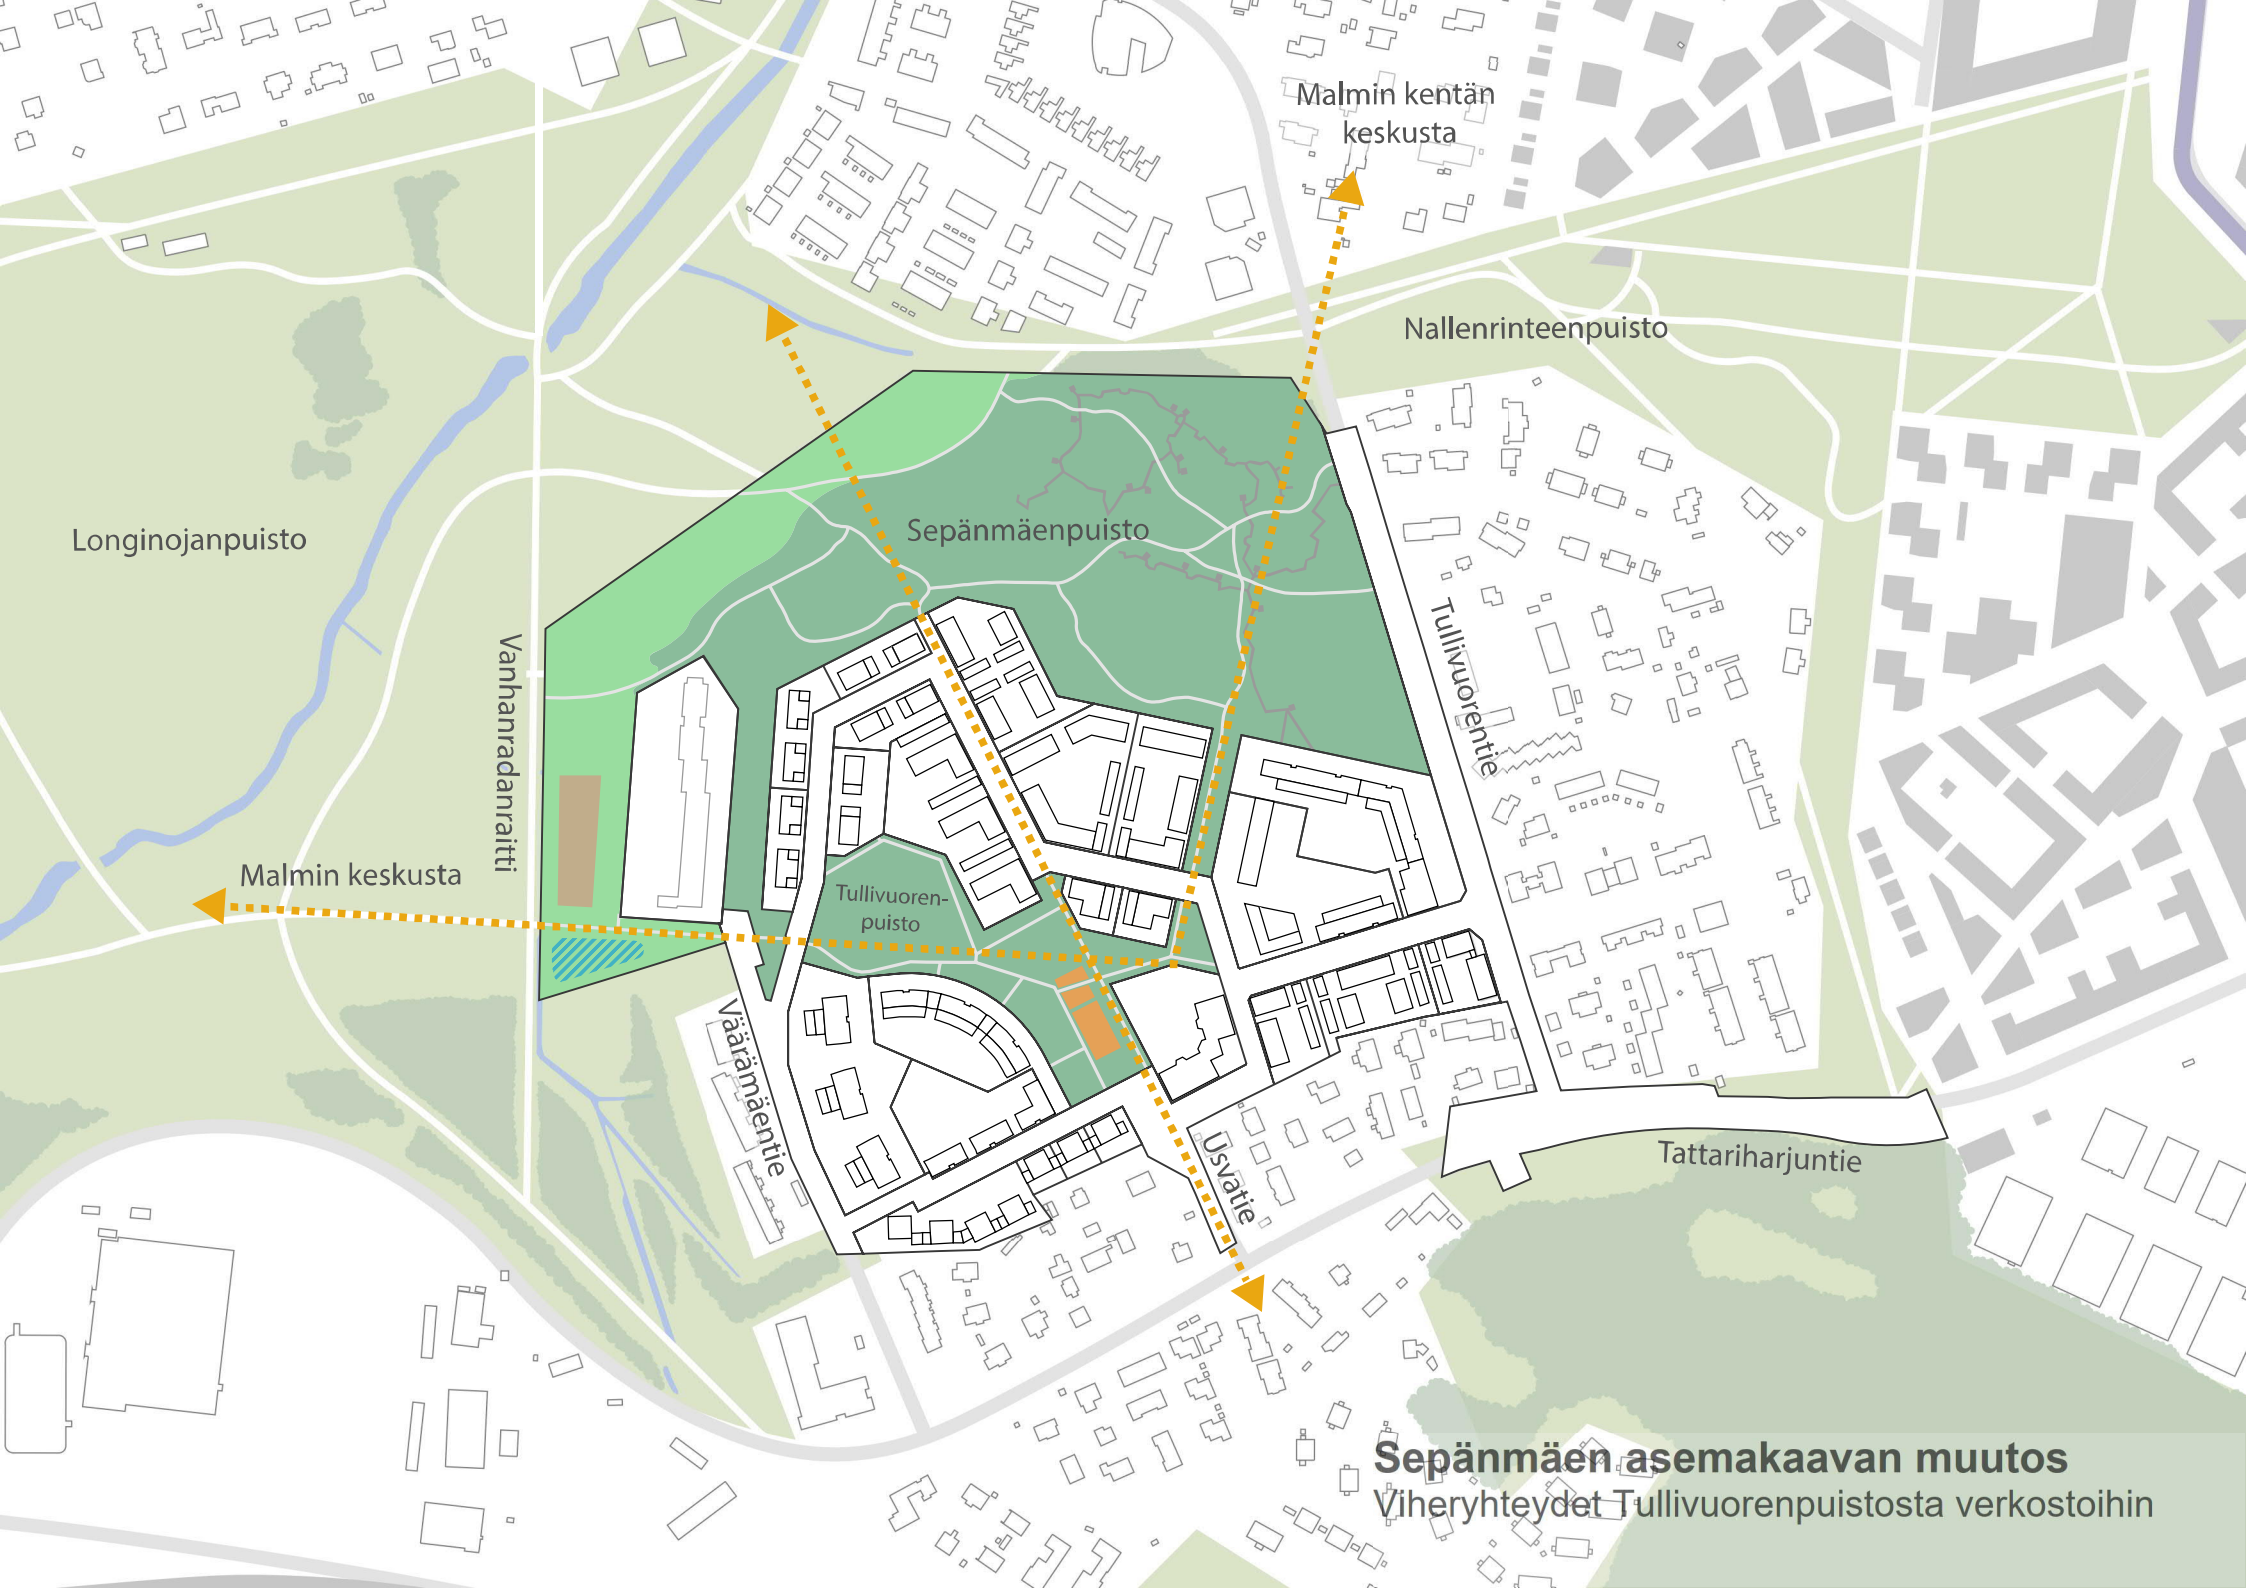 Malmin kentän
keskusta
Nallenrinteenpuisto
Longinojanpuisto
Sepänmäenpuisto
Vanhanradanraitti
Tullivuorentie
Malmin keskusta
Tullivuoren-
puisto
Väärämäentie
Usvatie
Tattariharjuntie
Sepänmäen asemakaavan muutos
Viheryhteydet Tullivuorenpuistosta verkostoihin